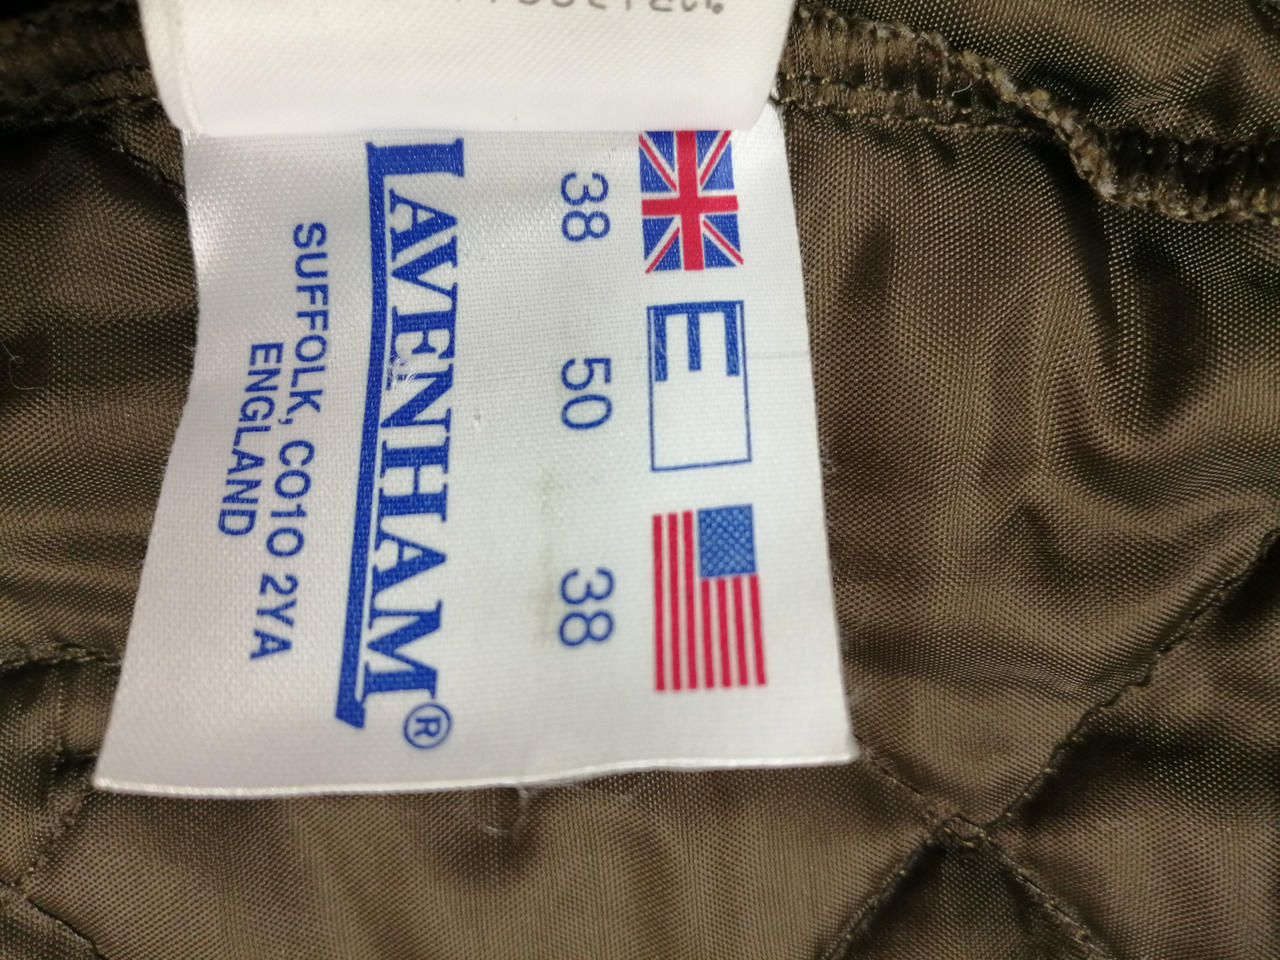 38 50 38
LAVENHAM®
SUFFOLK, CO10 2YA
ENGLAND
E